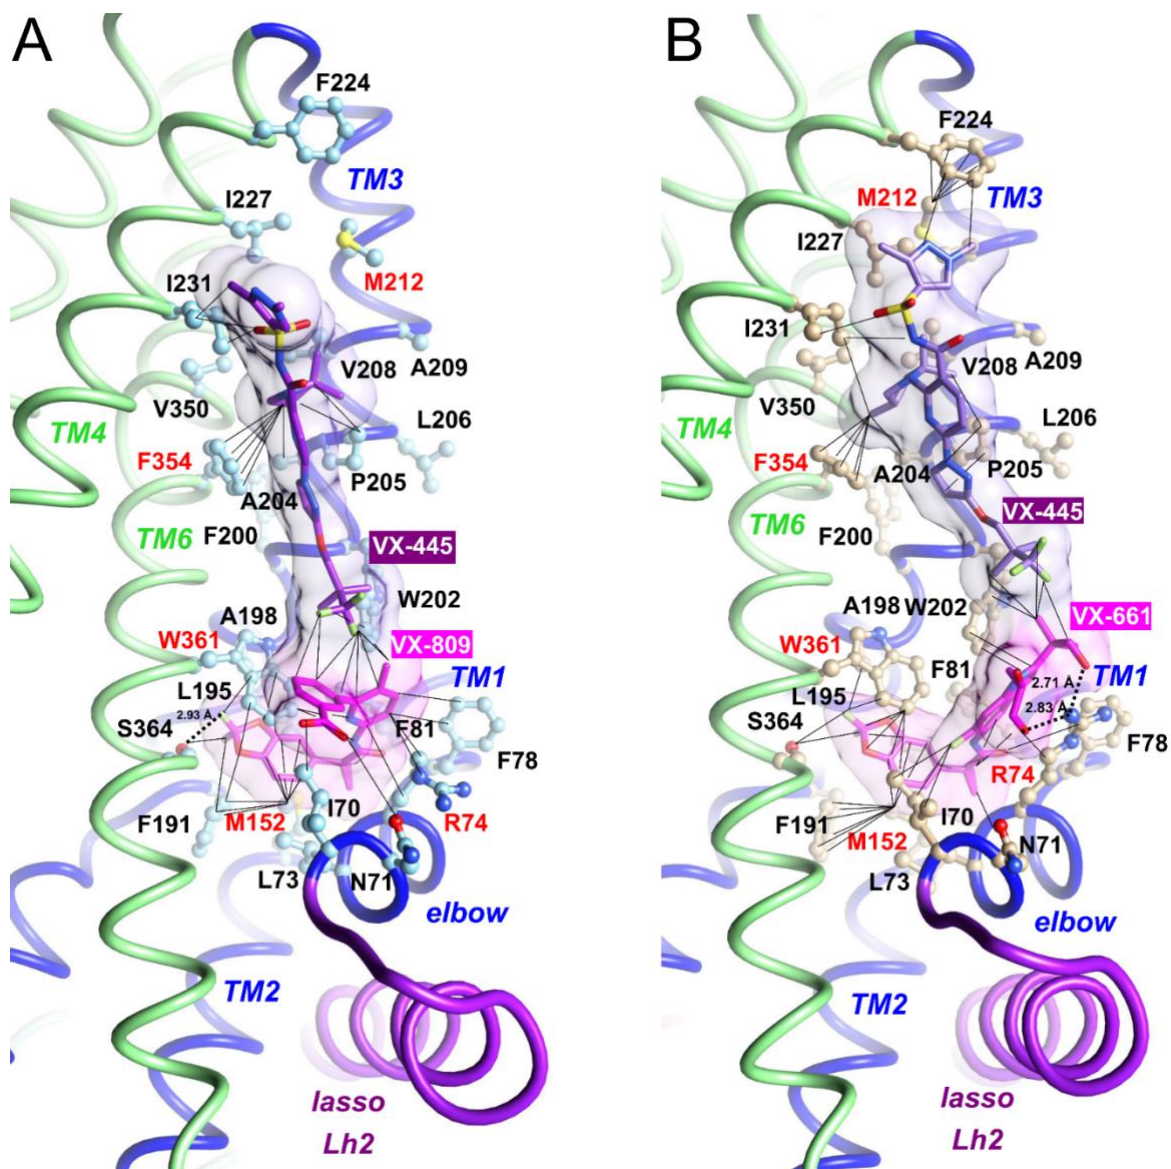 A
F224
TM3
I227
M212
I231
V208
A209
V350
TM4
L206
F354
A204
P205
TM6
F200
VX-445
W202
A198
W361
VX-809
TM1
L195
2.93 Å
S364
F81
F78
F191
M152
I70
R74
L73
N71
elbow
TM2
lasso
Lh2
B
F224
M212
TM3
I227
I231
V208
A209
V350
TM4
L206
F354
A204
P205
TM6
VX-445
F200
A198
W202
VX-661
W361
F81
TM1
L195
2.71 Å
S364
2.83 Å
F78
R74
F191
M152
I70
N71
L73
elbow
TM2
lasso
Lh2